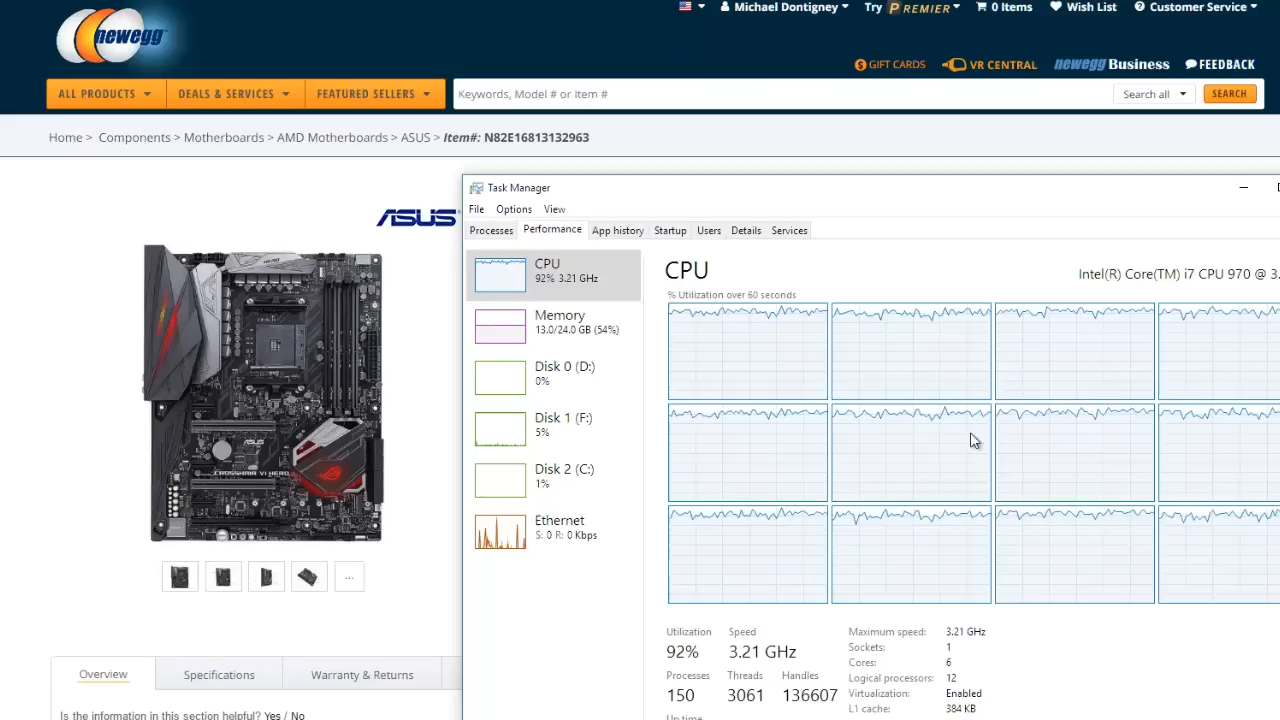 Michael Dontigney Try PREMIER 0 Items Wish List Customer Service
newegg
GIFT CARDS VR CENTRAL newegg Business FEEDBACK
ALL PRODUCTS DEALS & SERVICES FEATURED SELLERS Keywords, Model # or Item # Search all SEARCH
Home > Components > Motherboards > AMD Motherboards > ASUS > Item#: N82E16813132963
Task Manager
File Options View
ASUS
Processes Performance App history Startup Users Details Services
CPU
92% 3.21 GHz
CPU
Intel(R) Core(TM) i7 CPU 970 @ 3.
% Utilization over 60 seconds
Memory
13.0/24.0 GB (54%)
Disk 0 (D:)
0%
Disk 1 (F:)
5%
Disk 2 (C:)
1%
Ethernet
S: 0 R: 0 Kbps
ASUS
CROSSHAIR VI HERO
...
Utilization Speed Maximum speed: 3.21 GHz
92% 3.21 GHz Sockets: 1
Cores: 6
Processes Threads Handles Logical processors: 12
150 3061 136607 Virtualization: Enabled
L1 cache: 384 KB
Up time
Overview Specifications Warranty & Returns
Is the information in this section helpful? Yes / No